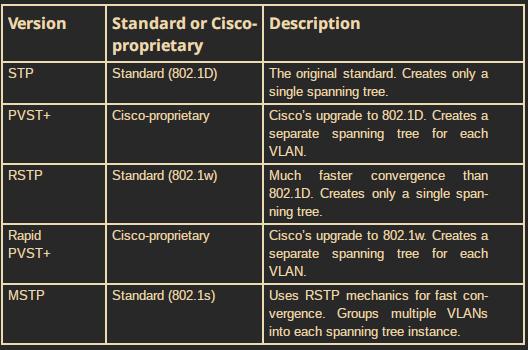 Version Standard or Cisco- Description
proprietary
STP Standard (802.1D) The original standard. Creates only a
single spanning tree.
PVST+ Cisco-proprietary Cisco's upgrade to 802.1D. Creates a
separate spanning tree for each
VLAN.
RSTP Standard (802.1w) Much faster convergence than
802.1D. Creates only a single span-
ning tree.
Rapid Cisco-proprietary Cisco's upgrade to 802.1w. Creates a
PVST+ separate spanning tree for each
VLAN.
MSTP Standard (802.1s) Uses RSTP mechanics for fast con-
vergence. Groups multiple VLANs
into each spanning tree instance.